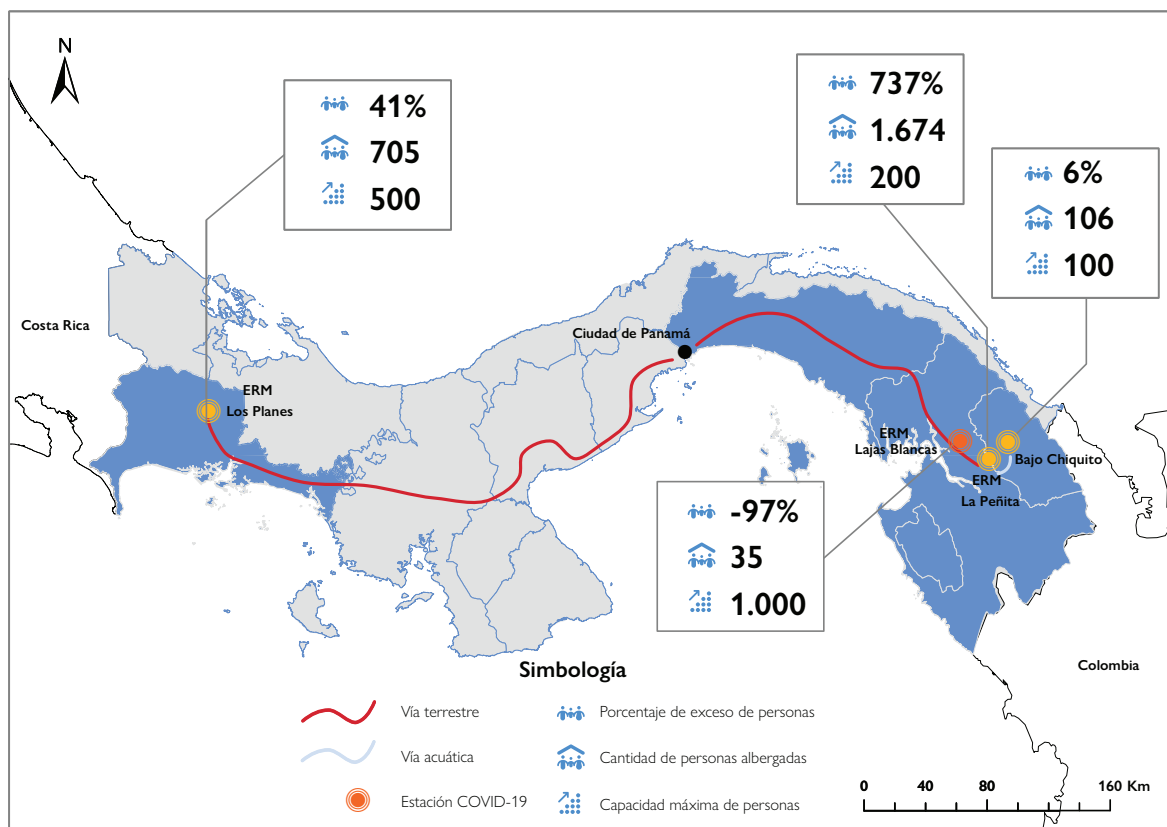 N
41%
705
500
737%
1.674
200
6%
106
100
Costa Rica
Ciudad de Panamá
ERM
Los Planes
ERM
Lajas Blancas
Bajo Chiquito
ERM
La Peñita
-97%
35
1.000
Colombia
Simbología
Vía terrestre
Vía acuática
Estación COVID-19
Porcentaje de exceso de personas
Cantidad de personas albergadas
Capacidad máxima de personas
0 40 80 160 Km